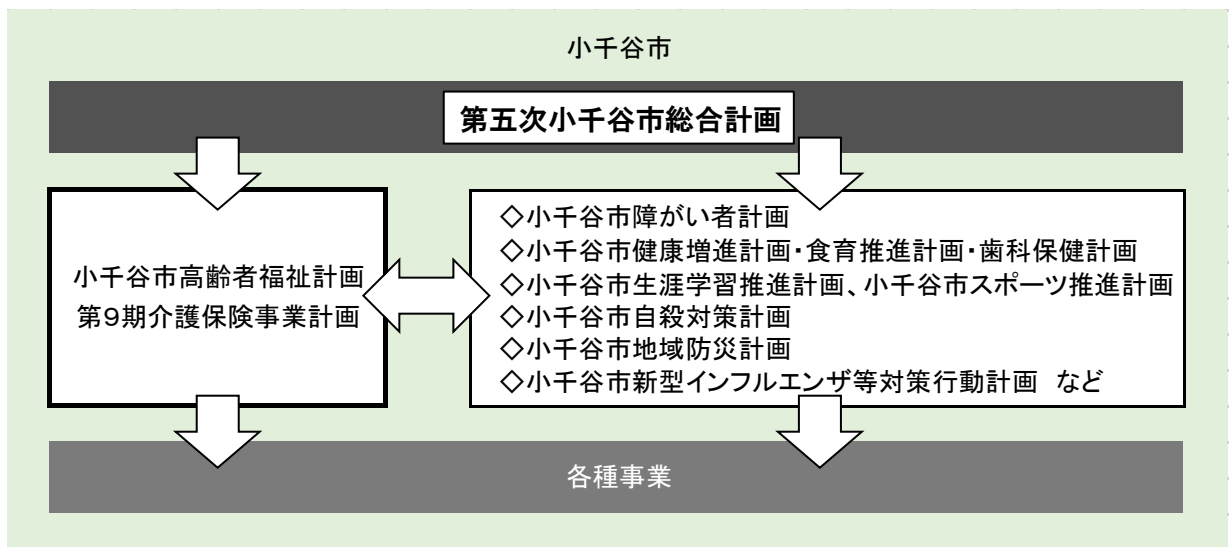 小千谷市
第五次小千谷市総合計画
小千谷市高齢者福祉計画
第9期介護保険事業計画
◇小千谷市障がい者計画
◇小千谷市健康増進計画・食育推進計画・歯科保健計画
◇小千谷市生涯学習推進計画、小千谷市スポーツ推進計画
◇小千谷市自殺対策計画
◇小千谷市地域防災計画
◇小千谷市新型インフルエンザ等対策行動計画　など
各種事業